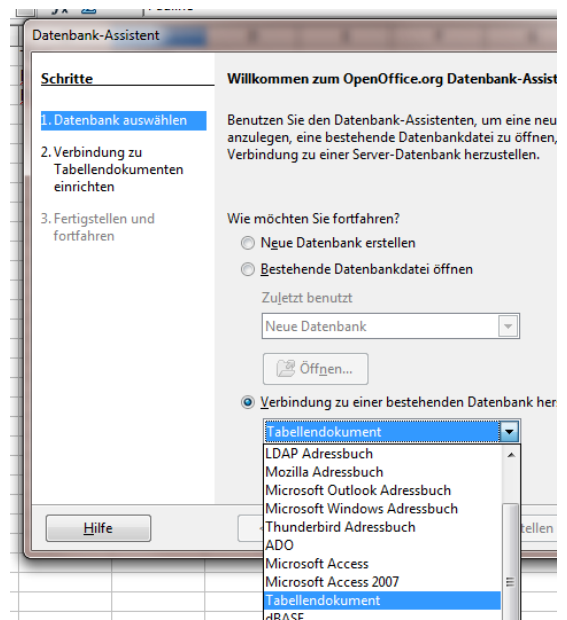 Datenbank-Assistent
Schritte
1. Datenbank auswählen
2. Verbindung zu
Tabellendokumenten
einrichten
3. Fertigstellen und
fortfahren
Willkommen zum OpenOffice.org Datenbank-Assist
Benutzen Sie den Datenbank-Assistenten, um eine neu
anzulegen, eine bestehende Datenbankdatei zu öffnen,
Verbindung zu einer Server-Datenbank herzustellen.
Wie möchten Sie fortfahren?
Neue Datenbank erstellen
Bestehende Datenbankdatei öffnen
Zuletzt benutzt
Neue Datenbank
Öffnen...
Verbindung zu einer bestehenden Datenbank her
Tabellendokument
LDAP Adressbuch
Mozilla Adressbuch
Microsoft Outlook Adressbuch
Microsoft Windows Adressbuch
Thunderbird Adressbuch
ADO
Microsoft Access
Microsoft Access 2007
Tabellendokument
dBASE
Hilfe
tellen